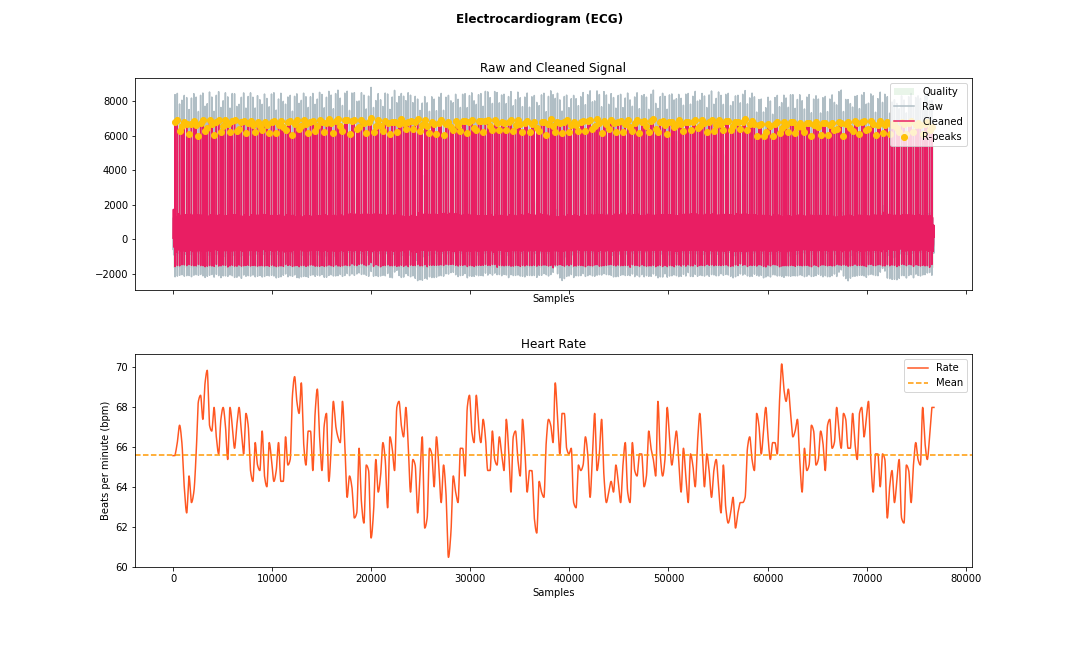 Electrocardiogram (ECG)
Raw and Cleaned Signal
8000
6000
4000
2000
0
−2000
Quality
Raw
Cleaned
R-peaks
Samples
Heart Rate
70
68
66
64
62
60
Beats per minute (bpm)
Rate
Mean
0 10000 20000 30000 40000 50000 60000 70000 80000
Samples